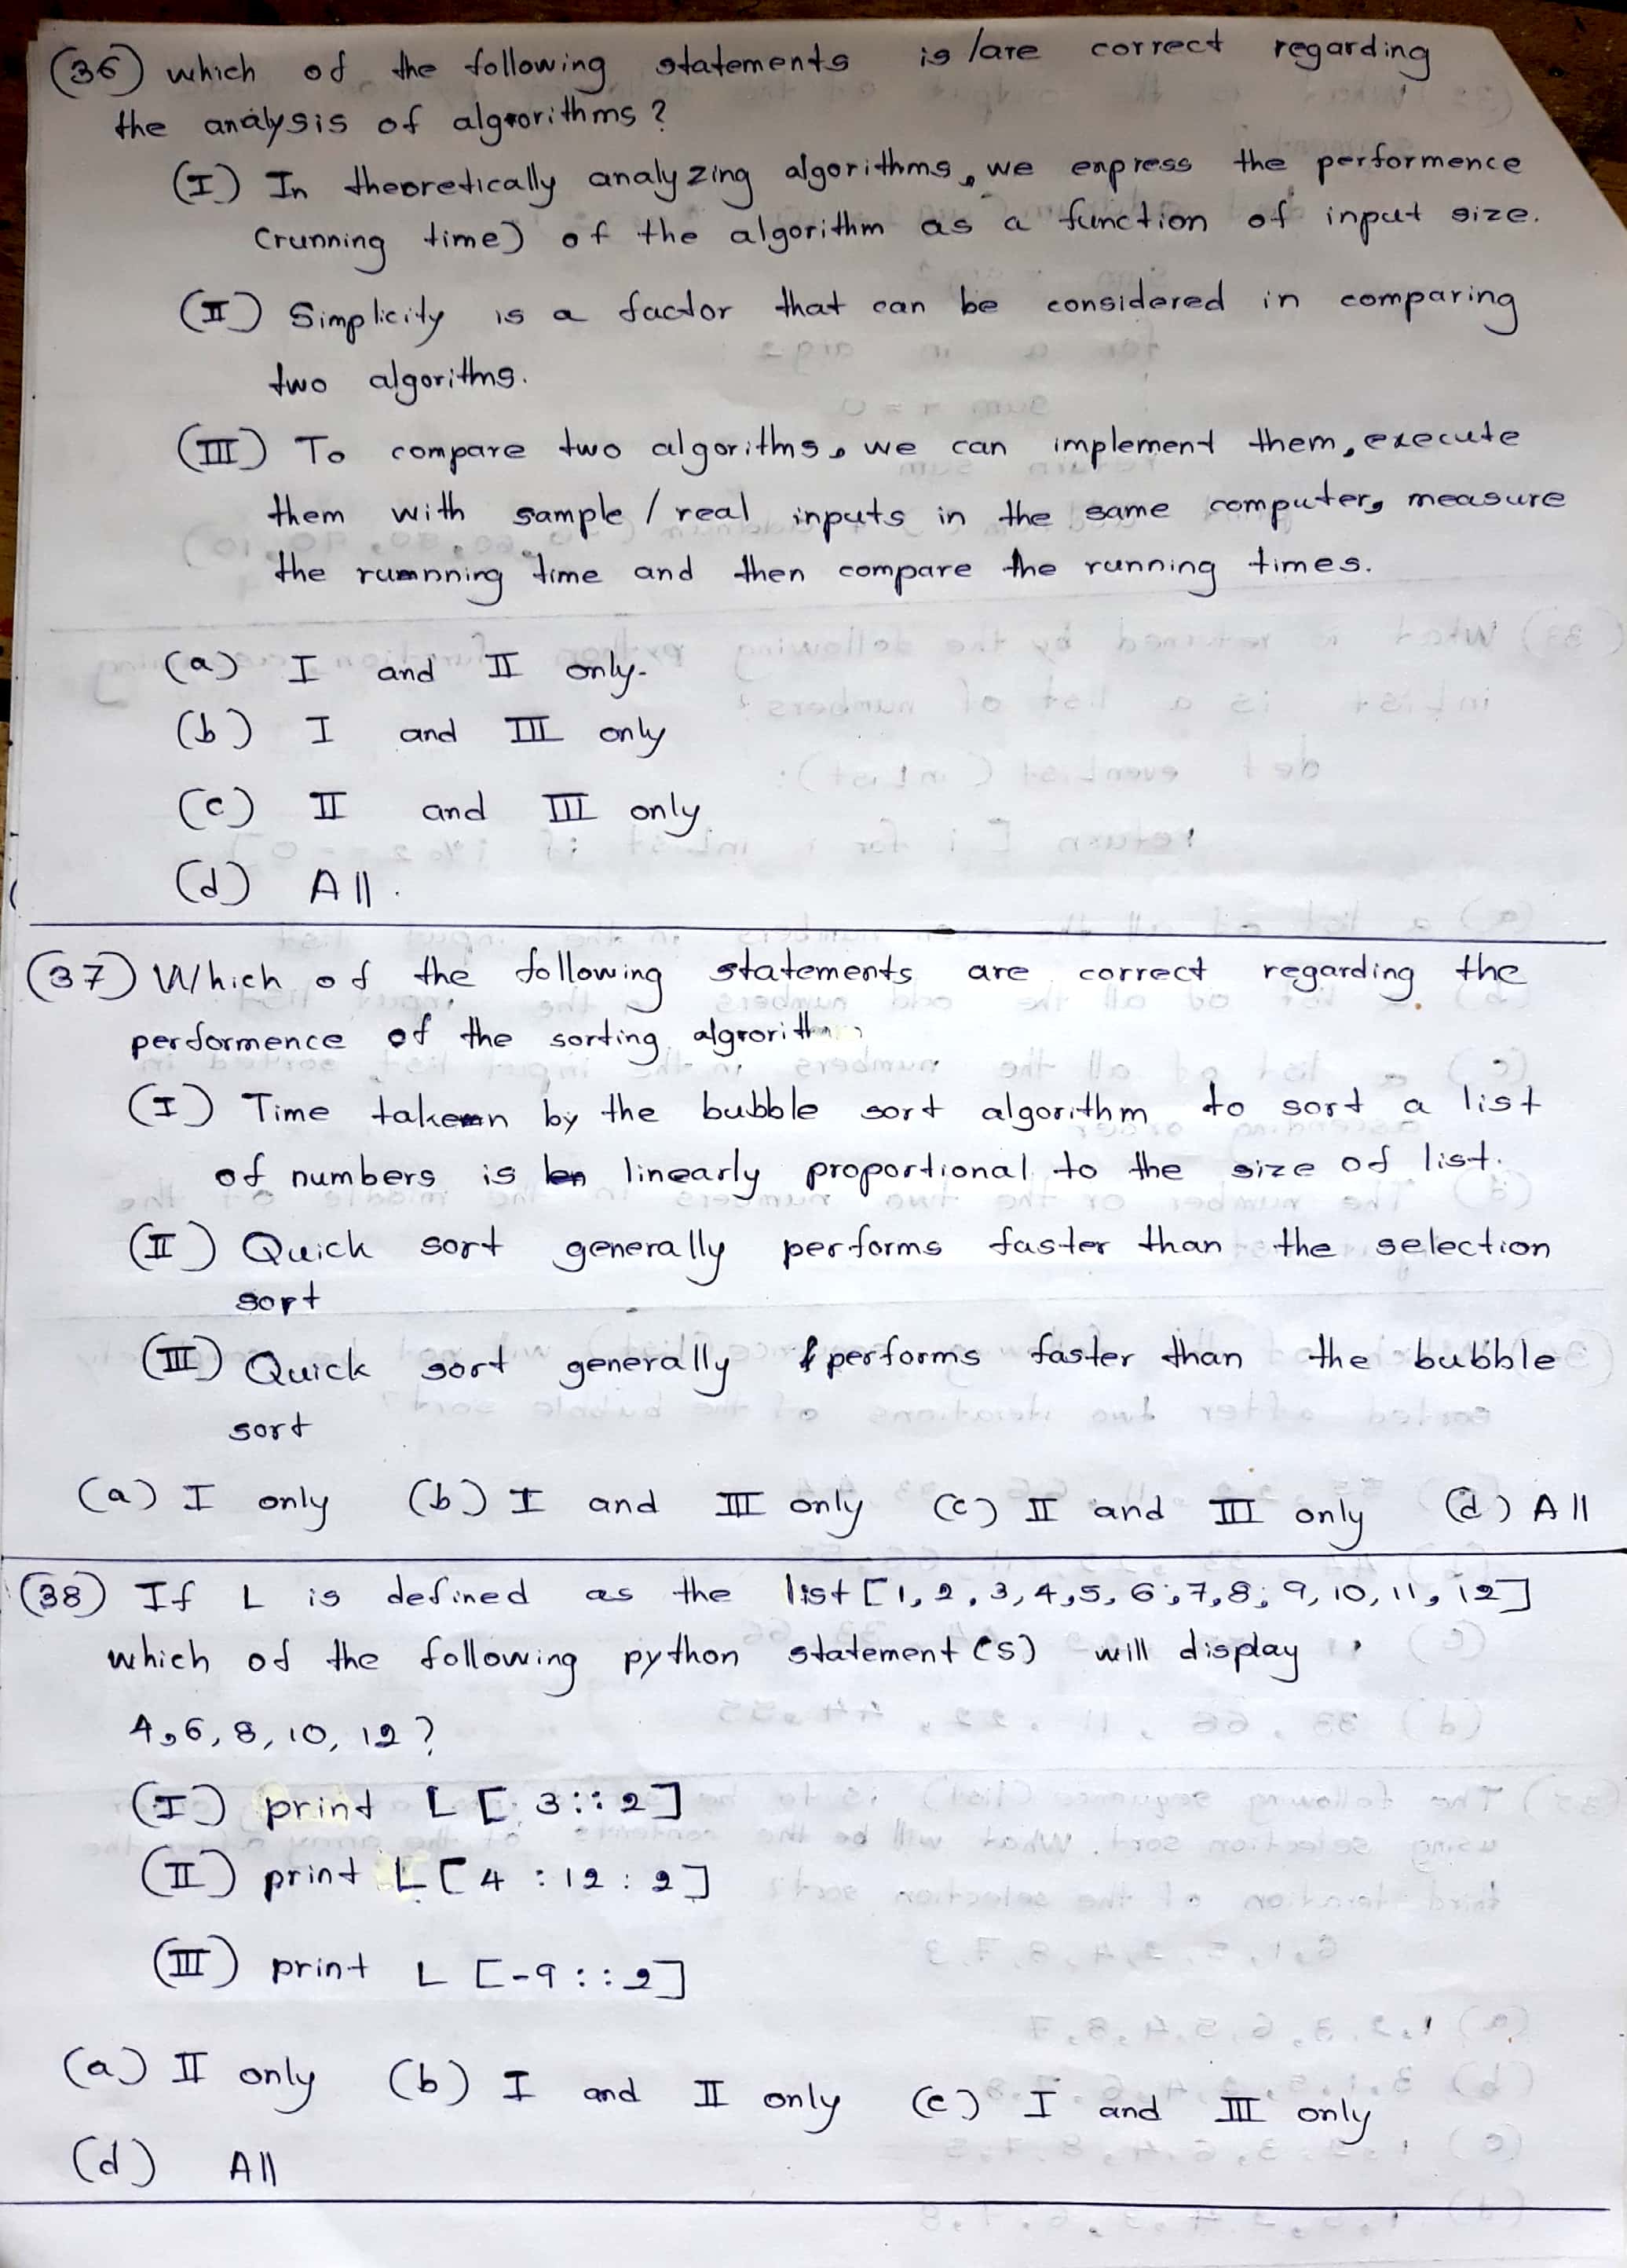 (36) which of the following statements is/are correct regarding
the analysis of algrorithms?
(I) In theoretically analyzing algorithms, we express the performence
(running time) of the algorithm as a function of input size.
(II) Simplicity is a factor that can be considered in comparing
two algorithms.
(III) To compare two algorithms, we can implement them, execute
them with sample / real inputs in the same computer, measure
the runnning time and then compare the running times.
(a) I and II only.
(b) I and III only
(c) II and III only
(d) All.
(37) Which of the following statements are correct regarding the
performence of the sorting algrorithm
(I) Time taken by the bubble sort algorithm to sort a list
of numbers is linearly proportional to the size of list.
(II) Quick sort generally performs faster than the selection
sort
(III) Quick sort generally performs faster than the bubble
sort
(a) I only (b) I and III only (c) II and III only (d) All
(38) If L is defined as the list [1, 2, 3, 4, 5, 6, 7, 8, 9, 10, 11, 12]
which of the following python statement (s) will display
4, 6, 8, 10, 12?
(I) print L [ 3::2]
(II) print L [4 : 12 : 2]
(III) print L [-9 : : 2]
(a) II only (b) I and II only (c) I and III only
(d) All